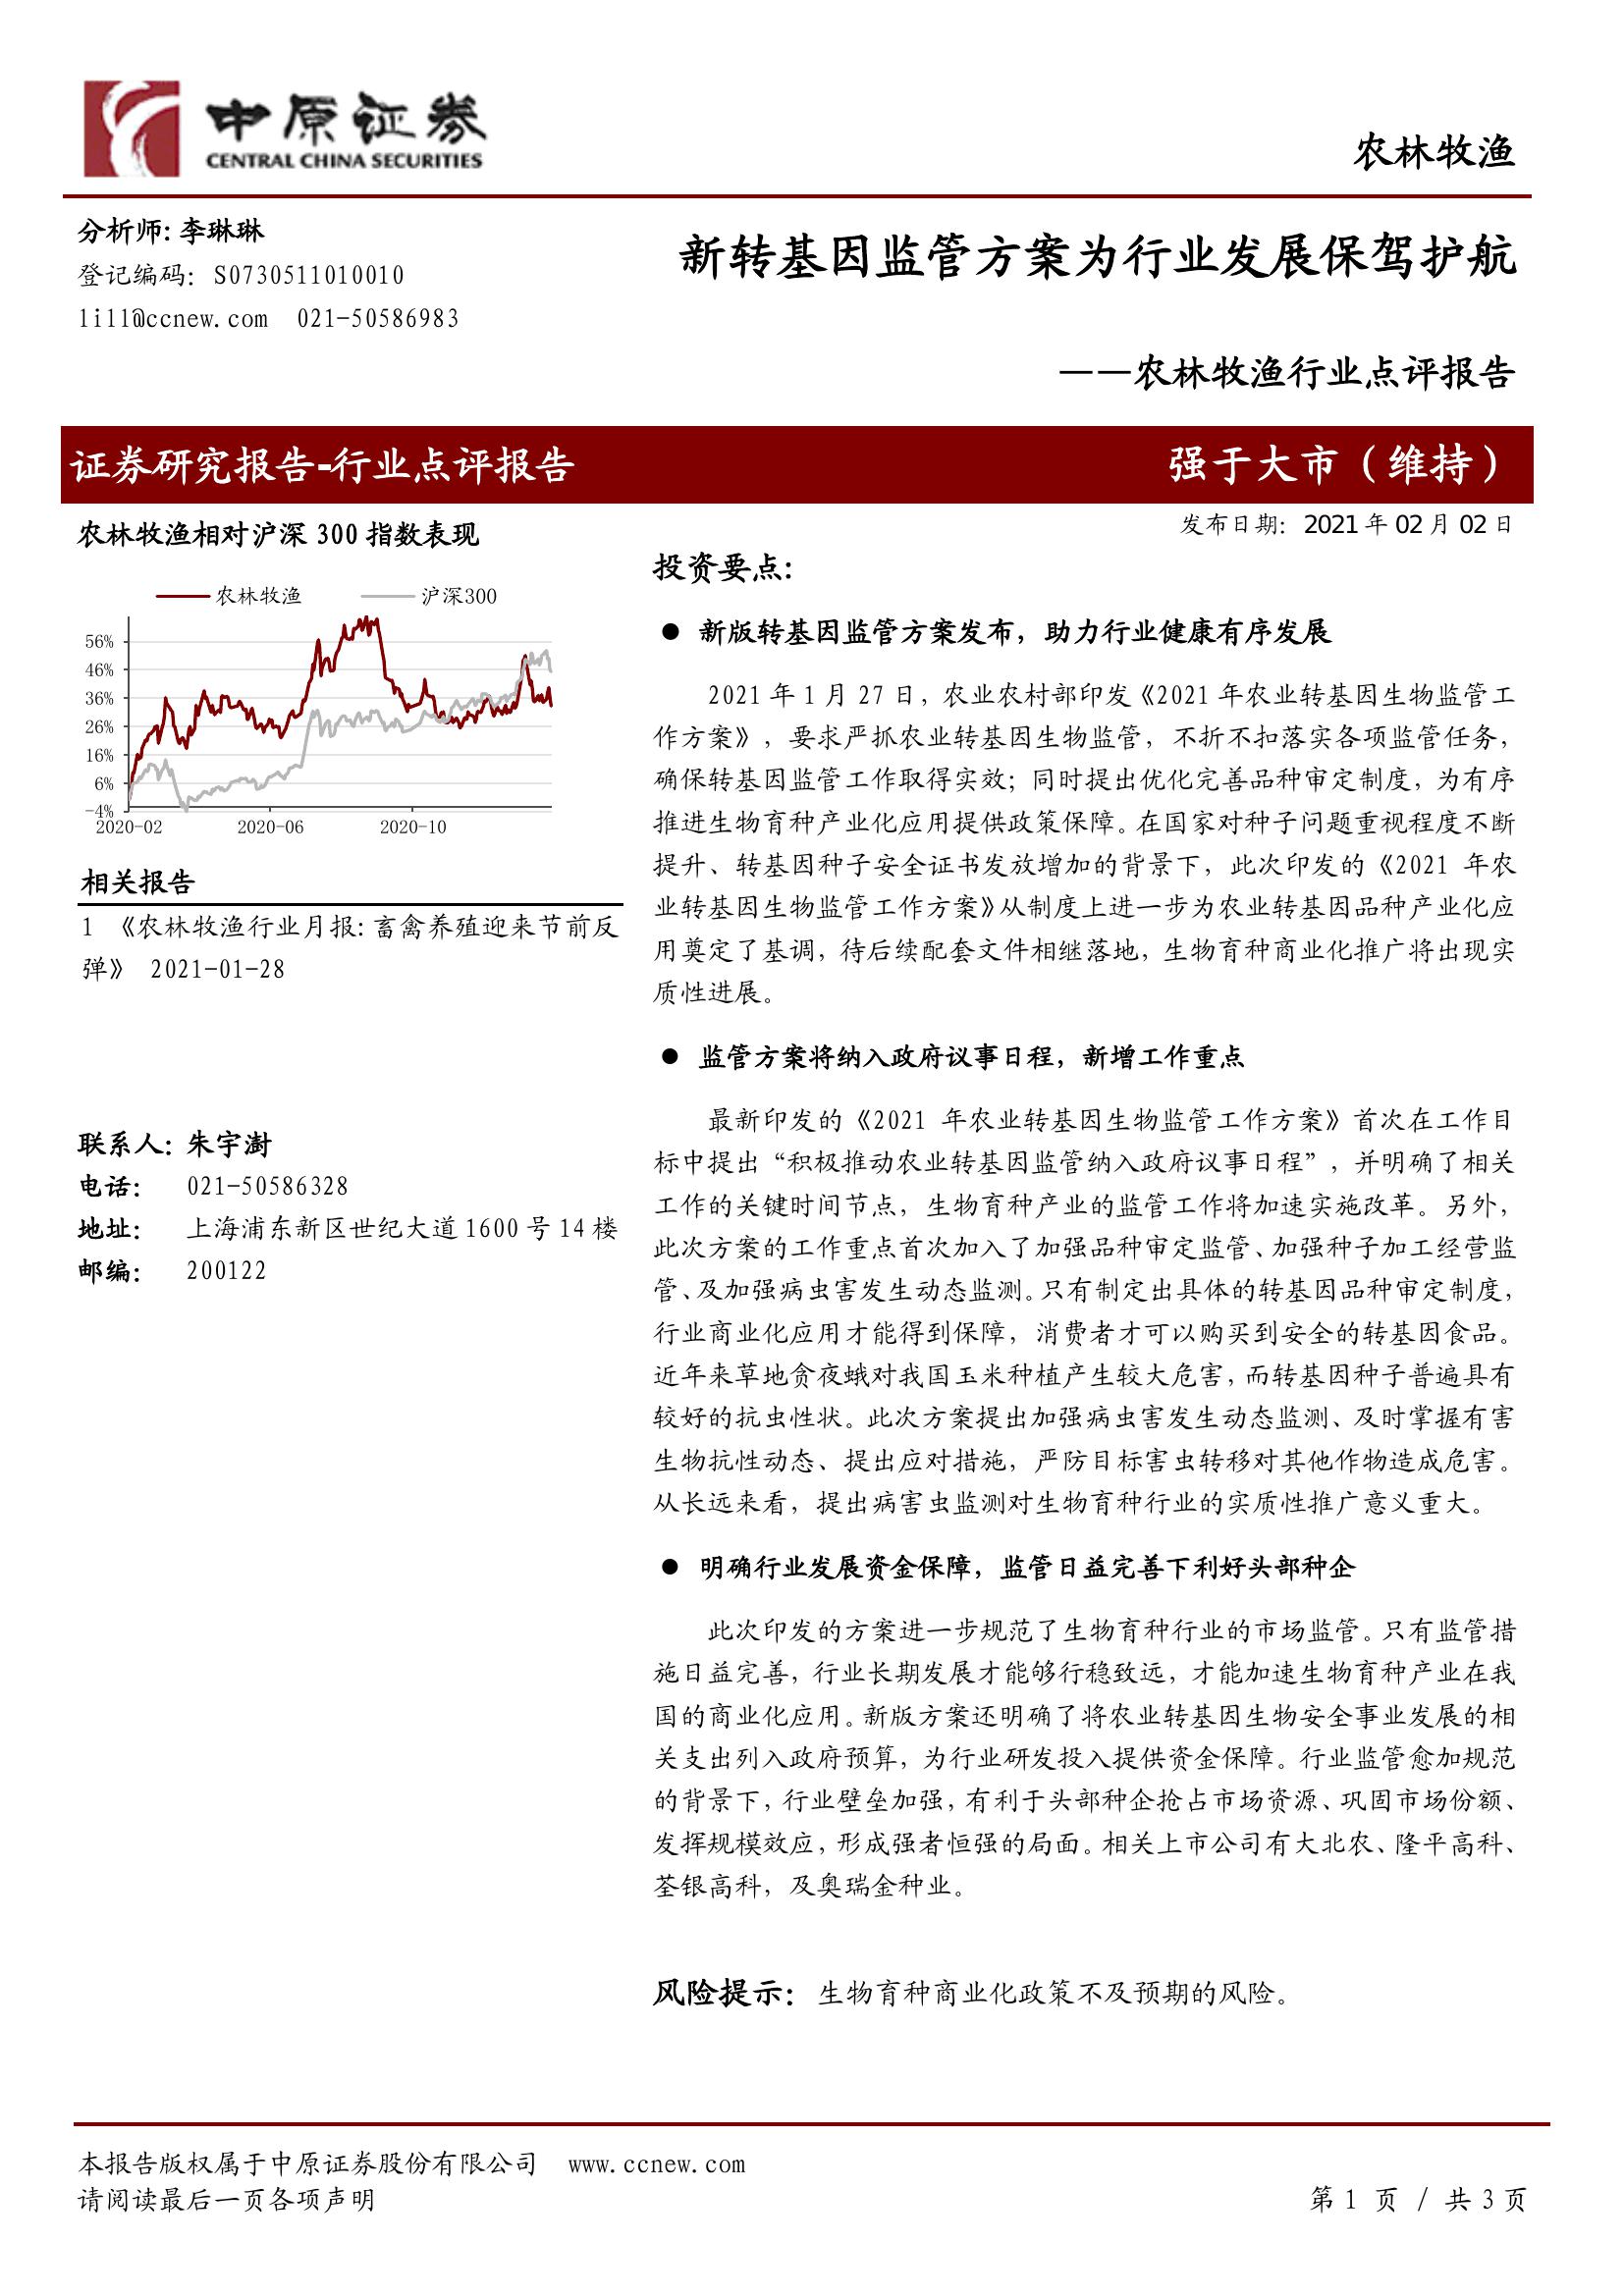 中原证券
CENTRAL CHINA SECURITIES
农林牧渔
分析师: 李琳琳
登记编码: S0730511010010
lill@ccnew.com 021-50586983
新转基因监管方案为行业发展保驾护航
——农林牧渔行业点评报告
证券研究报告-行业点评报告
强于大市（维持）
发布日期: 2021 年 02 月 02 日
农林牧渔相对沪深 300 指数表现
农林牧渔 沪深300
56%
46%
36%
26%
16%
6%
-4%
2020-02 2020-06 2020-10
相关报告
1 《农林牧渔行业月报: 畜禽养殖迎来节前反
弹》 2021-01-28
联系人: 朱宇澍
电话: 021-50586328
地址: 上海浦东新区世纪大道 1600 号 14 楼
邮编: 200122
投资要点:
● 新版转基因监管方案发布，助力行业健康有序发展
2021 年 1 月 27 日，农业农村部印发《2021 年农业转基因生物监管工
作方案》，要求严抓农业转基因生物监管，不折不扣落实各项监管任务，
确保转基因监管工作取得实效；同时提出优化完善品种审定制度，为有序
推进生物育种产业化应用提供政策保障。在国家对种子问题重视程度不断
提升、转基因种子安全证书发放增加的背景下，此次印发的《2021 年农
业转基因生物监管工作方案》从制度上进一步为农业转基因品种产业化应
用奠定了基调，待后续配套文件相继落地，生物育种商业化推广将出现实
质性进展。
● 监管方案将纳入政府议事日程，新增工作重点
最新印发的《2021 年农业转基因生物监管工作方案》首次在工作目
标中提出“积极推动农业转基因监管纳入政府议事日程”，并明确了相关
工作的关键时间节点，生物育种产业的监管工作将加速实施改革。另外，
此次方案的工作重点首次加入了加强品种审定监管、加强种子加工经营监
管、及加强病虫害发生动态监测。只有制定出具体的转基因品种审定制度，
行业商业化应用才能得到保障，消费者才可以购买到安全的转基因食品。
近年来草地贪夜蛾对我国玉米种植产生较大危害，而转基因种子普遍具有
较好的抗虫性状。此次方案提出加强病虫害发生动态监测、及时掌握有害
生物抗性动态、提出应对措施，严防目标害虫转移对其他作物造成危害。
从长远来看，提出病害虫监测对生物育种行业的实质性推广意义重大。
● 明确行业发展资金保障，监管日益完善下利好头部种企
此次印发的方案进一步规范了生物育种行业的市场监管。只有监管措
施日益完善，行业长期发展才能够行稳致远，才能加速生物育种产业在我
国的商业化应用。新版方案还明确了将农业转基因生物安全事业发展的相
关支出列入政府预算，为行业研发投入提供资金保障。行业监管愈加规范
的背景下，行业壁垒加强，有利于头部种企抢占市场资源、巩固市场份额、
发挥规模效应，形成强者恒强的局面。相关上市公司有大北农、隆平高科、
荃银高科，及奥瑞金种业。
风险提示: 生物育种商业化政策不及预期的风险。
本报告版权属于中原证券股份有限公司 www.ccnew.com
请阅读最后一页各项声明
第 1 页 / 共 3 页